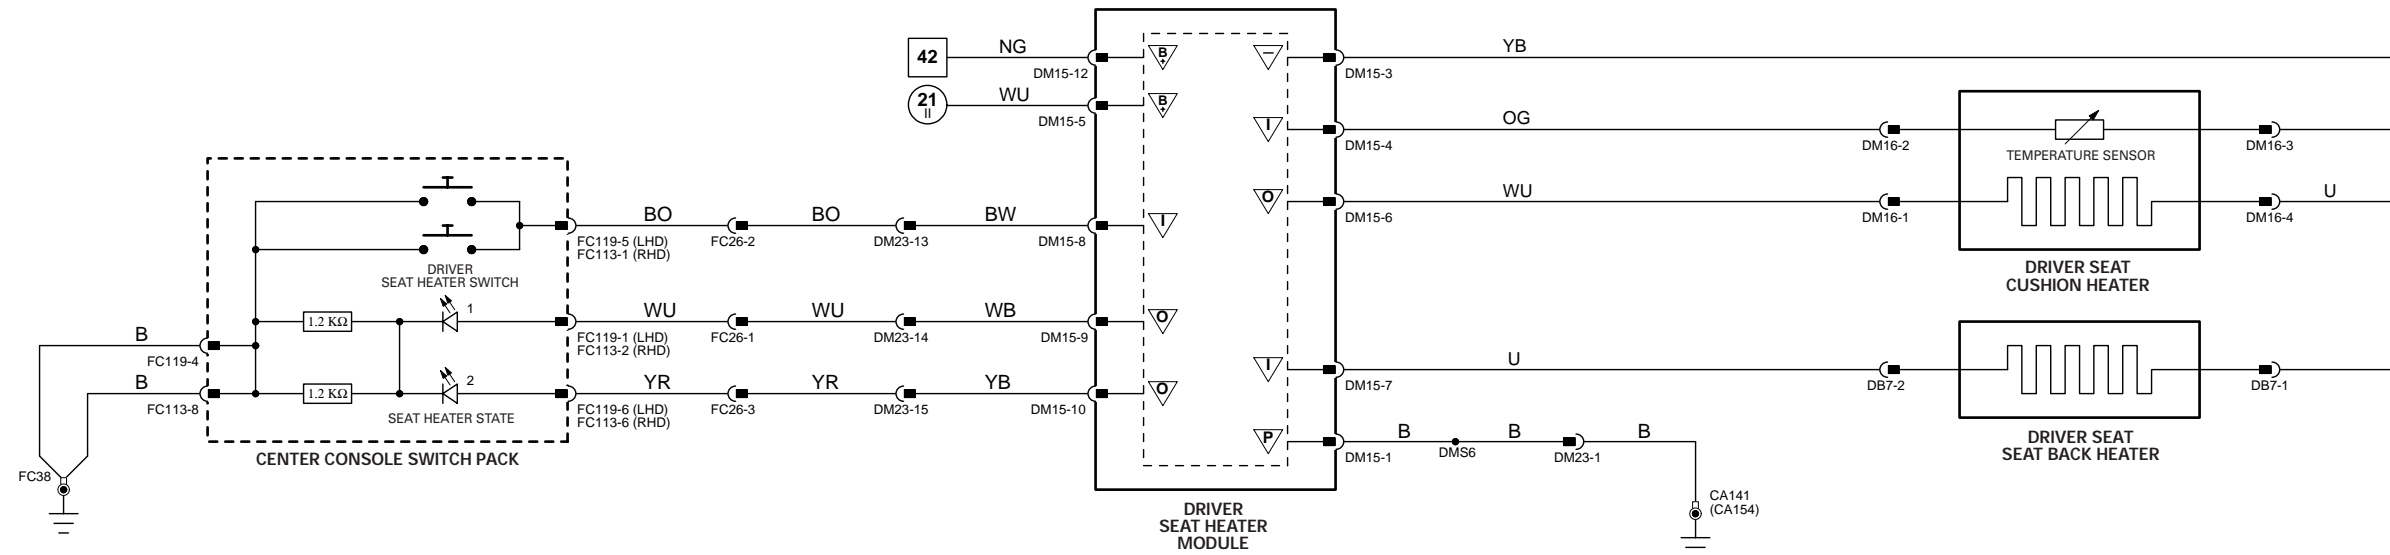 42
NG
DM15-12
B
+
–
DM15-3
YB
21
II
WU
DM15-5
B
+
I
DM15-4
OG
DM16-2
TEMPERATURE SENSOR
DM16-3
O
DM15-6
WU
DM16-1
DM16-4
U
DRIVER SEAT
CUSHION HEATER
DRIVER
SEAT HEATER SWITCH
FC119-5 (LHD)
FC113-1 (RHD)
BO
FC26-2
BO
DM23-13
BW
DM15-8
I
1.2 KΩ
1
FC119-1 (LHD)
FC113-2 (RHD)
WU
FC26-1
WU
DM23-14
WB
DM15-9
O
B
FC119-4
B
FC113-8
1.2 KΩ
2
SEAT HEATER STATE
FC119-6 (LHD)
FC113-6 (RHD)
YR
FC26-3
YR
DM23-15
YB
DM15-10
O
I
DM15-7
U
DB7-2
DB7-1
DRIVER SEAT
SEAT BACK HEATER
P
DM15-1
B
DMS6
B
DM23-1
B
CA141
(CA154)
FC38
CENTER CONSOLE SWITCH PACK
DRIVER
SEAT HEATER
MODULE